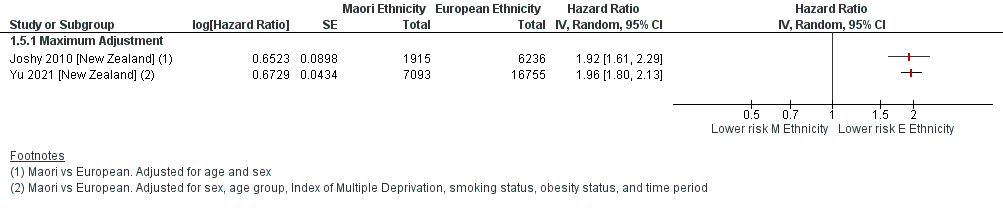 Maori Ethnicity European Ethnicity Hazard Ratio Hazard Ratio
Study or Subgroup log[Hazard Ratio] SE Total Total IV, Random, 95% CI IV, Random, 95% CI
1.5.1 Maximum Adjustment
Joshy 2010 [New Zealand] (1) 0.6523 0.0898 1915 6236 1.92 [1.61, 2.29]
Yu 2021 [New Zealand] (2) 0.6729 0.0434 7093 16755 1.96 [1.80, 2.13]
0.5 0.7 1 1.5 2
Lower risk M Ethnicity Lower risk E Ethnicity
Footnotes
(1) Maori vs European. Adjusted for age and sex
(2) Maori vs European. Adjusted for sex, age group, Index of Multiple Deprivation, smoking status, obesity status, and time period